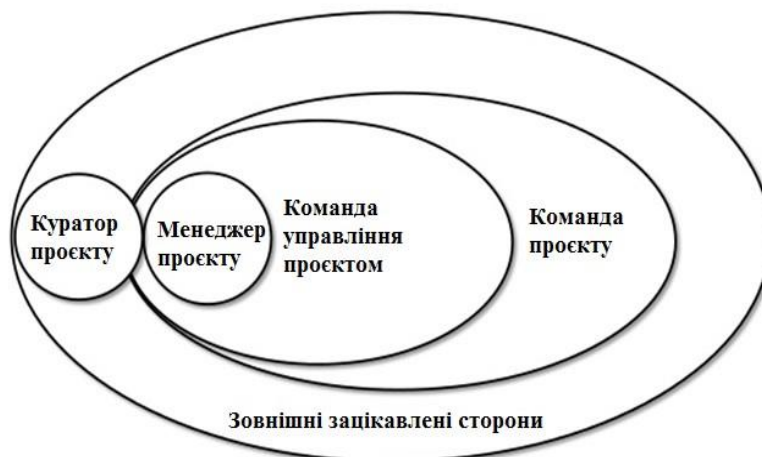 Куратор
проєкту
Менеджер
проєкту
Команда
управління
проєктом
Команда
проєкту
Зовнішні зацікавлені сторони